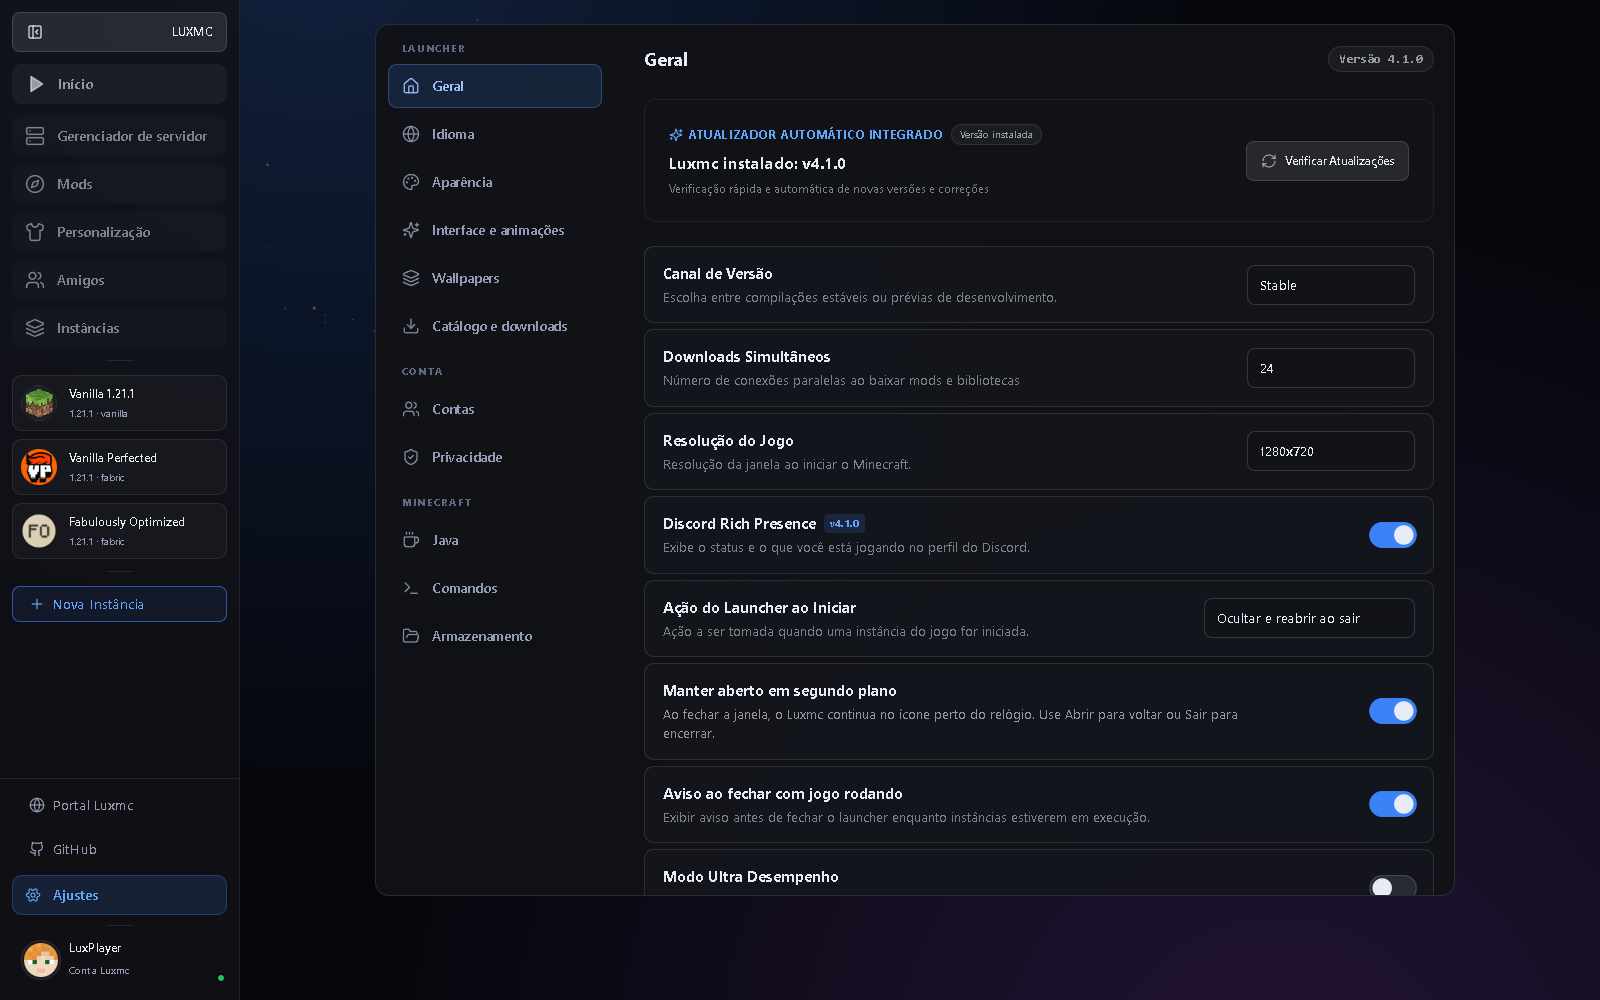 LUXMC
Início
Gerenciador de servidor
Mods
Personalização
Amigos
Instâncias
Vanilla 1.21.1
1.21.1 · vanilla
VP
Vanilla Perfected
1.21.1 · fabric
FO
Fabulously Optimized
1.21.1 · fabric
Nova Instância
Portal Luxmc
GitHub
Ajustes
LuxPlayer
Conta Luxmc
LAUNCHER
Geral
Idioma
Aparência
Interface e animações
Wallpapers
Catálogo e downloads
CONTA
Contas
Privacidade
MINECRAFT
Java
Comandos
Armazenamento
Geral
Versão 4.1.0
ATUALIZADOR AUTOMÁTICO INTEGRADO
Versão instalada
Luxmc instalado: v4.1.0
Verificação rápida e automática de novas versões e correções
Verificar Atualizações
Canal de Versão
Escolha entre compilações estáveis ou prévias de desenvolvimento.
Stable
Downloads Simultâneos
Número de conexões paralelas ao baixar mods e bibliotecas
24
Resolução do Jogo
Resolução da janela ao iniciar o Minecraft.
1280x720
Discord Rich Presence
v4.1.0
Exibe o status e o que você está jogando no perfil do Discord.
Ação do Launcher ao Iniciar
Ação a ser tomada quando uma instância do jogo for iniciada.
Ocultar e reabrir ao sair
Manter aberto em segundo plano
Ao fechar a janela, o Luxmc continua no ícone perto do relógio. Use Abrir para voltar ou Sair para
encerrar.
Aviso ao fechar com jogo rodando
Exibir aviso antes de fechar o launcher enquanto instâncias estiverem em execução.
Modo Ultra Desempenho